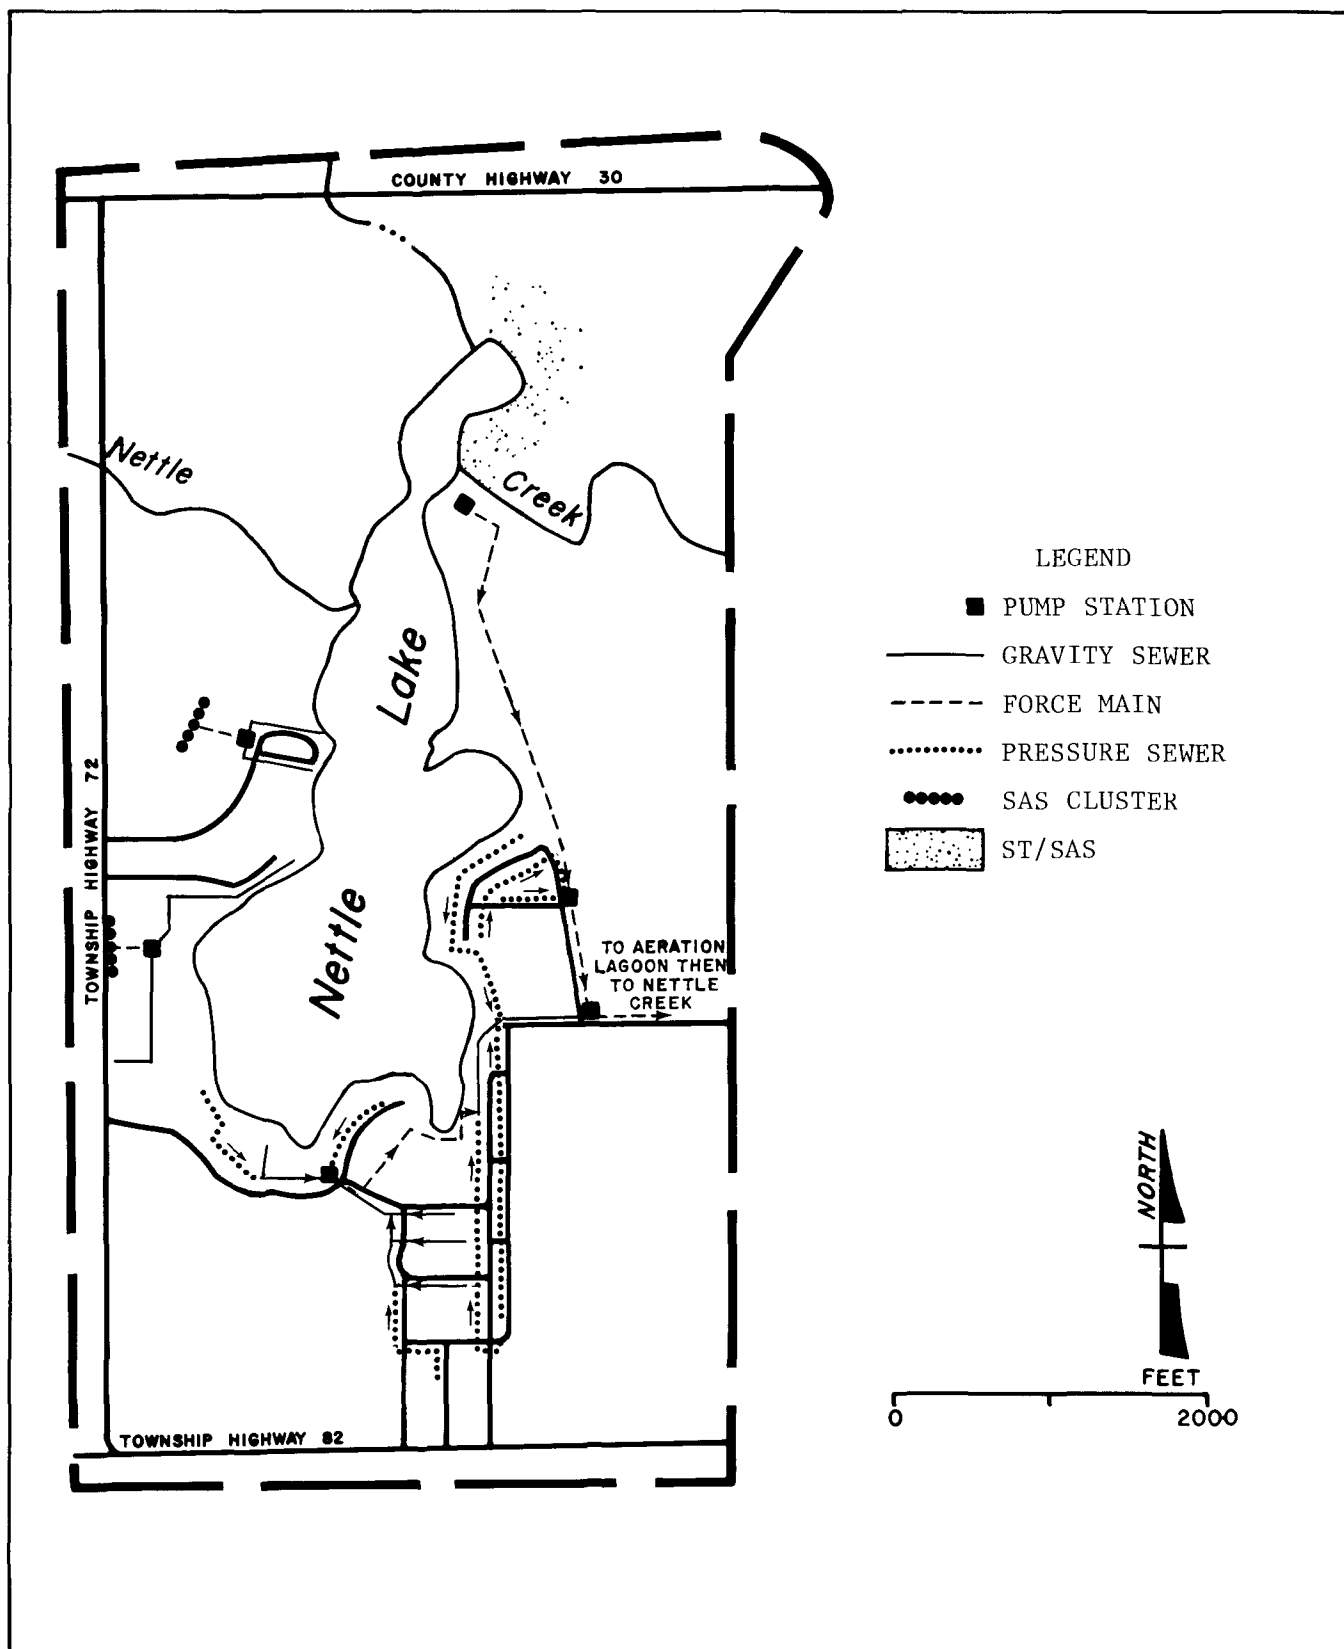 COUNTY HIGHWAY 30
Nettle
Creek
Lake
Nettle
TOWNSHIP HIGHWAY 72
TO AERATION
LAGOON THEN
TO NETTLE
CREEK
TOWNSHIP HIGHWAY 82
LEGEND
PUMP STATION
GRAVITY SEWER
FORCE MAIN
PRESSURE SEWER
SAS CLUSTER
ST/SAS
NORTH
FEET
0 2000